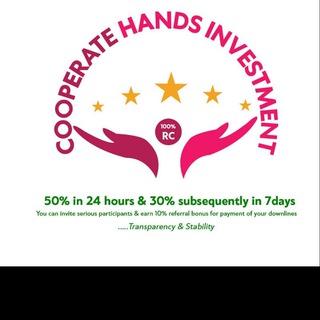 COOPERATE HANDS INVESTMENT
100%
RC
50% in 24 hours & 30% subsequently in 7days
You can invite serious participants & earn 10% referral bonus for payment of your downlines
......Transparency & Stability